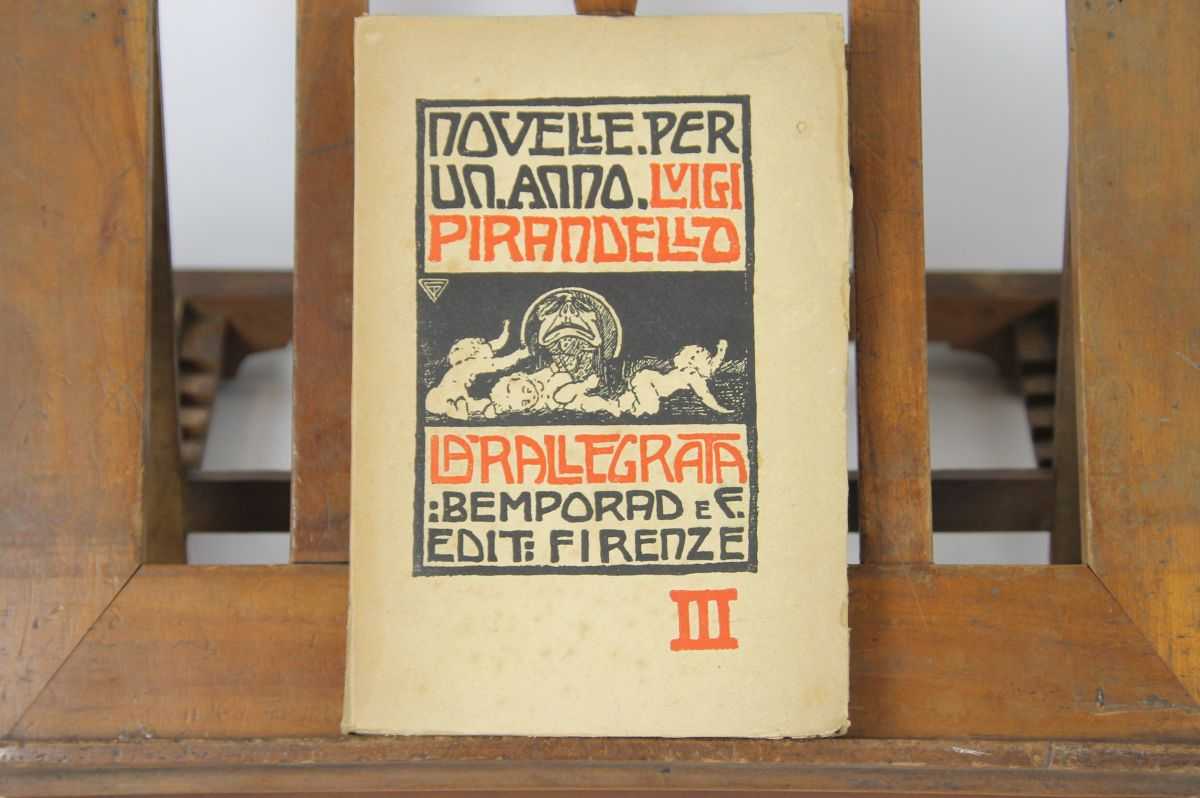 NOVELLE.PER
UN.ANNO.LUIGI
PIRANDELLO
LA RALLEGRATA
:BEMPORAD E F.
EDIT: FIRENZE
III